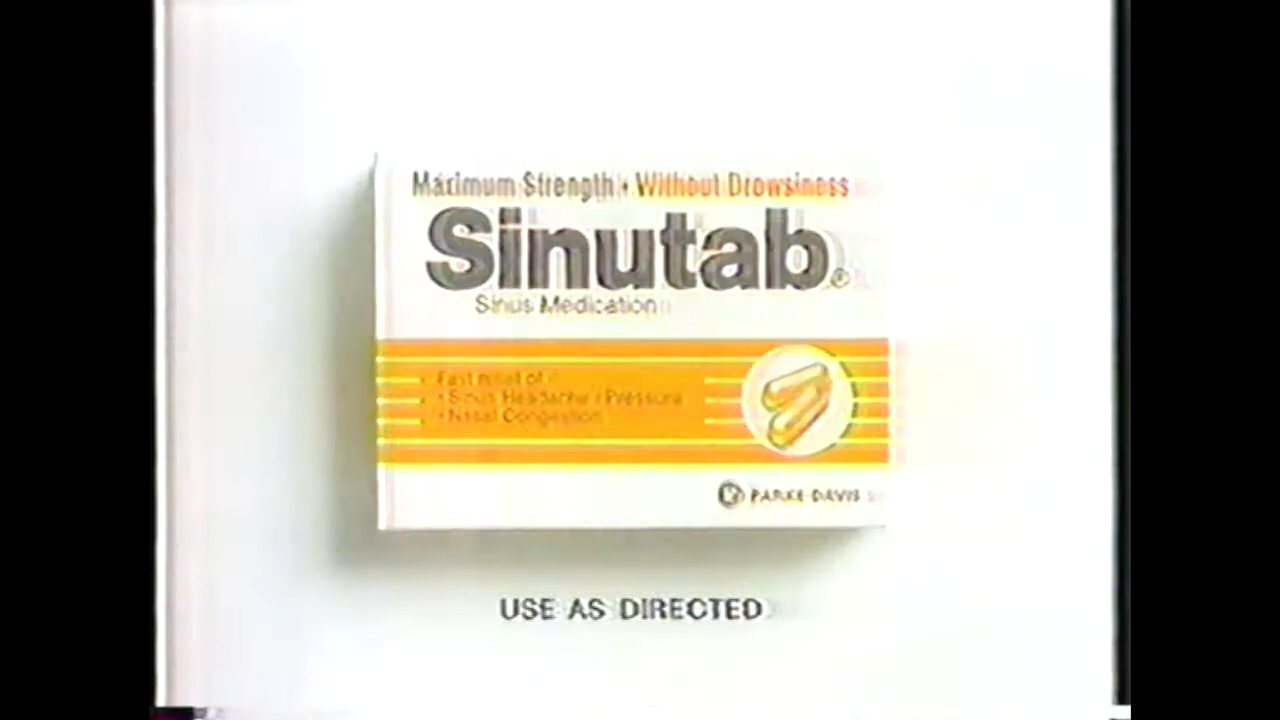 Maximum Strength • Without Drowsiness
Sinutab®
Sinus Medication
Fast relief of
• Sinus Headache / Pressure
• Nasal Congestion
PARKE-DAVIS
USE AS DIRECTED